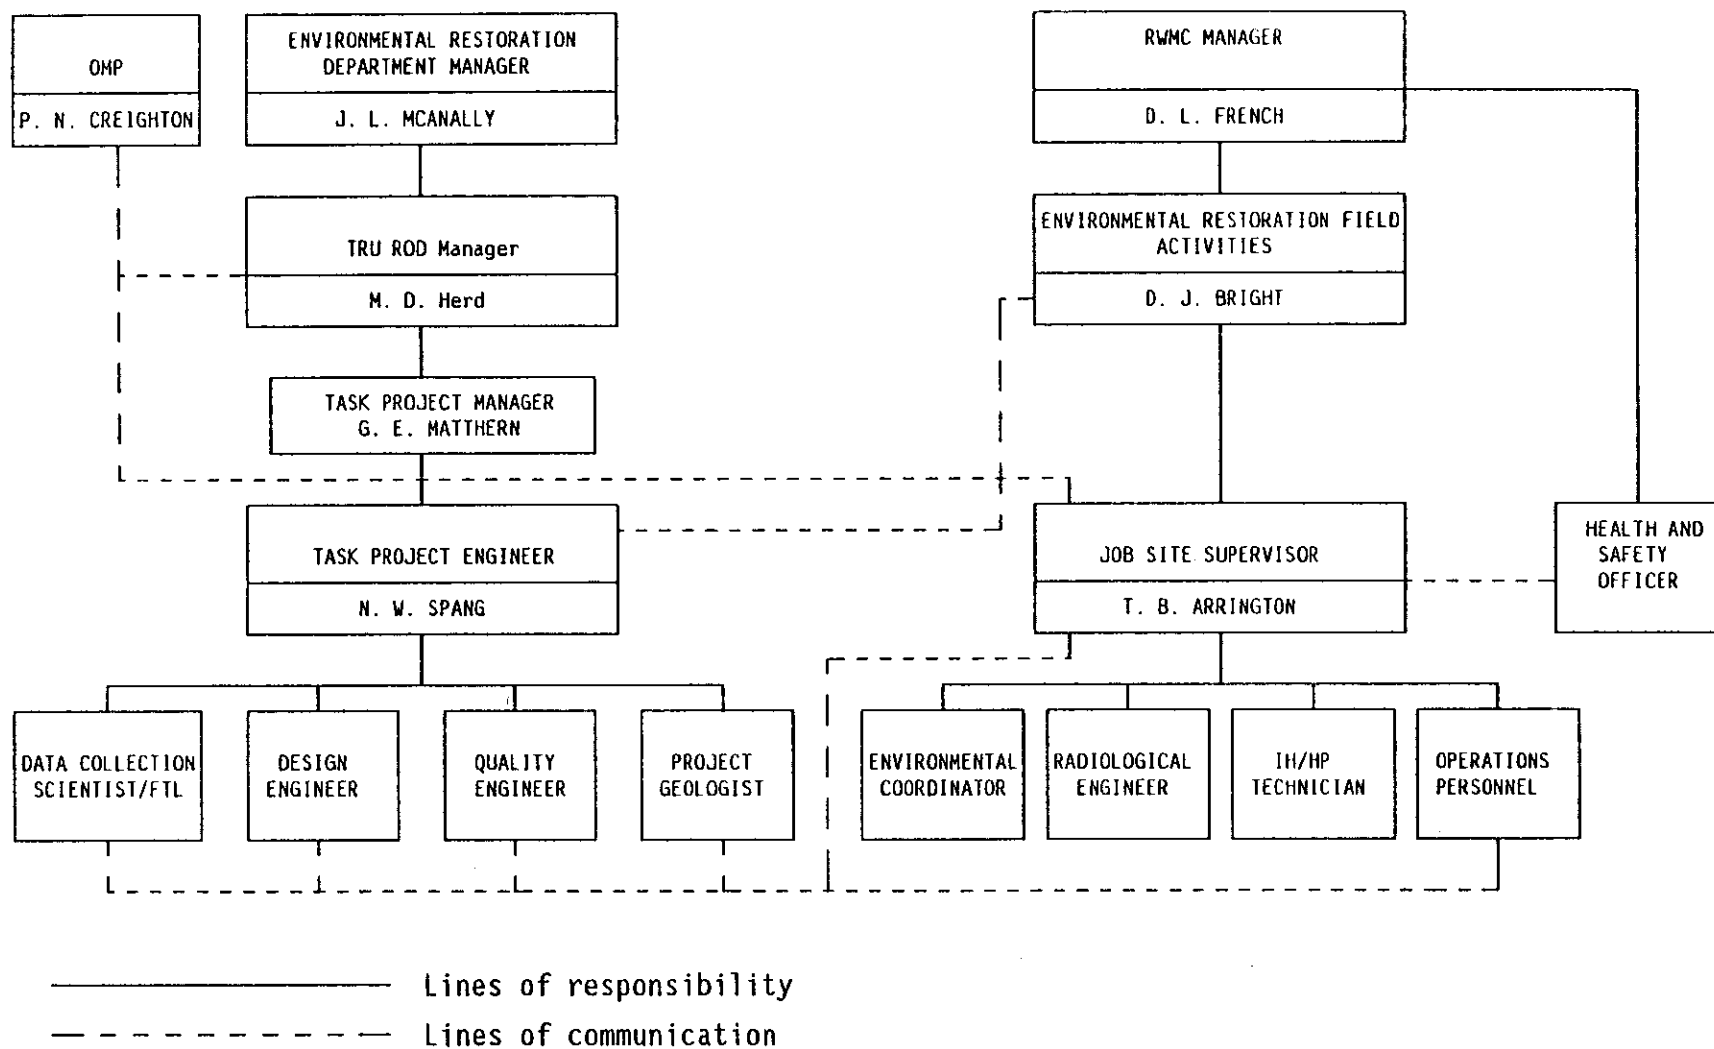 OMP
P. N. CREIGHTON
ENVIRONMENTAL RESTORATION
DEPARTMENT MANAGER
J. L. MCANALLY
RWMC MANAGER
D. L. FRENCH
TRU ROD Manager
M. D. Herd
ENVIRONMENTAL RESTORATION FIELD
ACTIVITIES
D. J. BRIGHT
TASK PROJECT MANAGER
G. E. MATTHERN
TASK PROJECT ENGINEER
N. W. SPANG
JOB SITE SUPERVISOR
T. B. ARRINGTON
HEALTH AND
SAFETY
OFFICER
DATA COLLECTION
SCIENTIST/FTL
DESIGN
ENGINEER
QUALITY
ENGINEER
PROJECT
GEOLOGIST
ENVIRONMENTAL
COORDINATOR
RADIOLOGICAL
ENGINEER
IH/HP
TECHNICIAN
OPERATIONS
PERSONNEL
Lines of responsibility
Lines of communication